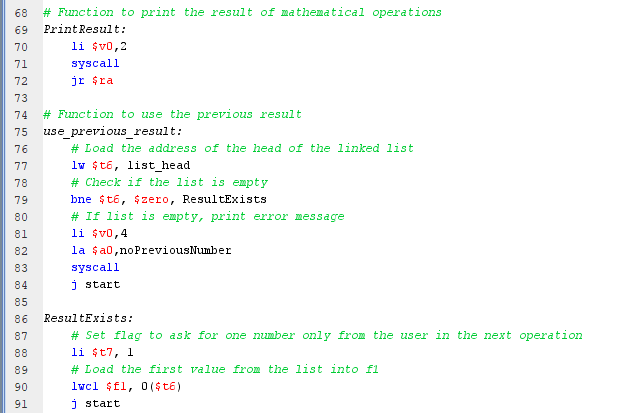 68 # Function to print the result of mathematical operations
69 PrintResult:
70 li $v0,2
71 syscall
72 jr $ra
73
74 # Function to use the previous result
75 use_previous_result:
76 # Load the address of the head of the linked list
77 lw $t6, list_head
78 # Check if the list is empty
79 bne $t6, $zero, ResultExists
80 # If list is empty, print error message
81 li $v0,4
82 la $a0,noPreviousNumber
83 syscall
84 j start
85
86 ResultExists:
87 # Set flag to ask for one number only from the user in the next operation
88 li $t7, 1
89 # Load the first value from the list into f1
90 lwc1 $f1, 0($t6)
91 j start